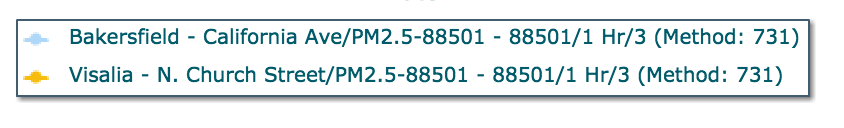 Bakersfield - California Ave/PM2.5-88501 - 88501/1 Hr/3 (Method: 731)
Visalia - N. Church Street/PM2.5-88501 - 88501/1 Hr/3 (Method: 731)